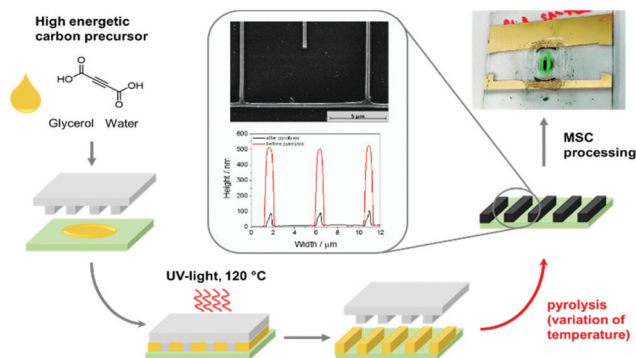 High energetic
carbon precursor
HO
O
O
OH
Glycerol Water
UV-light, 120 °C
5 µm
after pyrolysis
before pyrolysis
Height / nm
600
500
400
300
200
100
0
0 2 4 6 8 10 12
Width / µm
MSC
processing
pyrolysis
(variation of
temperature)